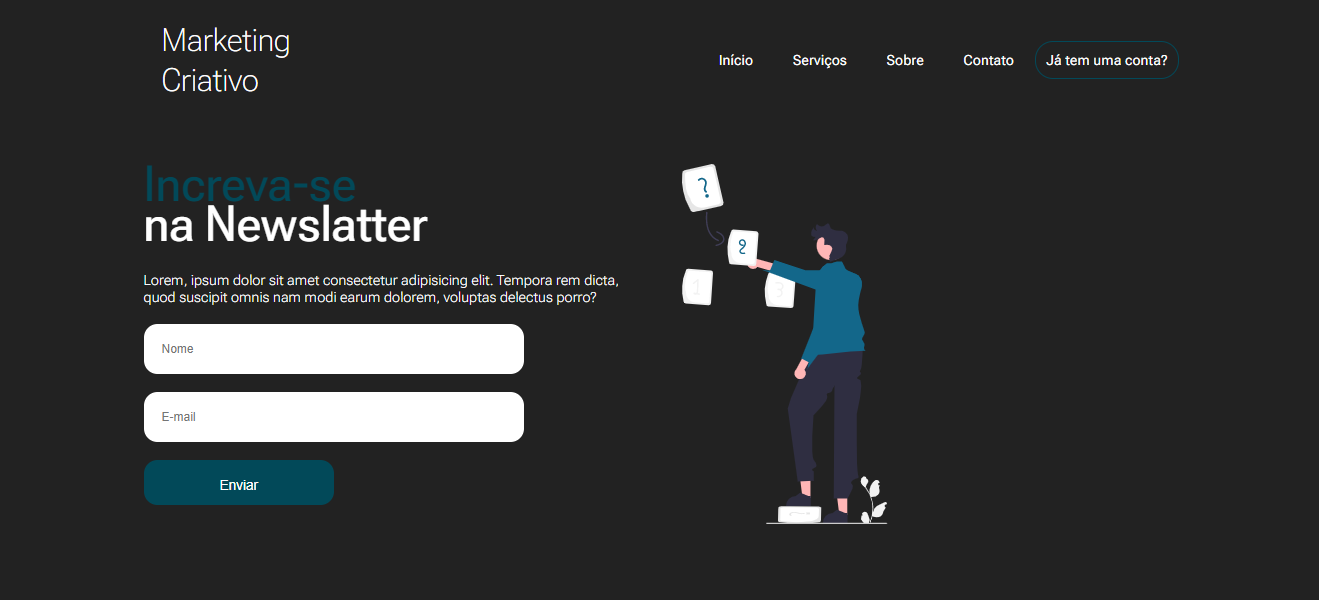 Marketing
Criativo
Início Serviços Sobre Contato Já tem uma conta?
Increva-se
na Newslatter
Lorem, ipsum dolor sit amet consectetur adipisicing elit. Tempora rem dicta,
quod suscipit omnis nam modi earum dolorem, voluptas delectus porro?
Nome
E-mail
Enviar
?
2
1
3